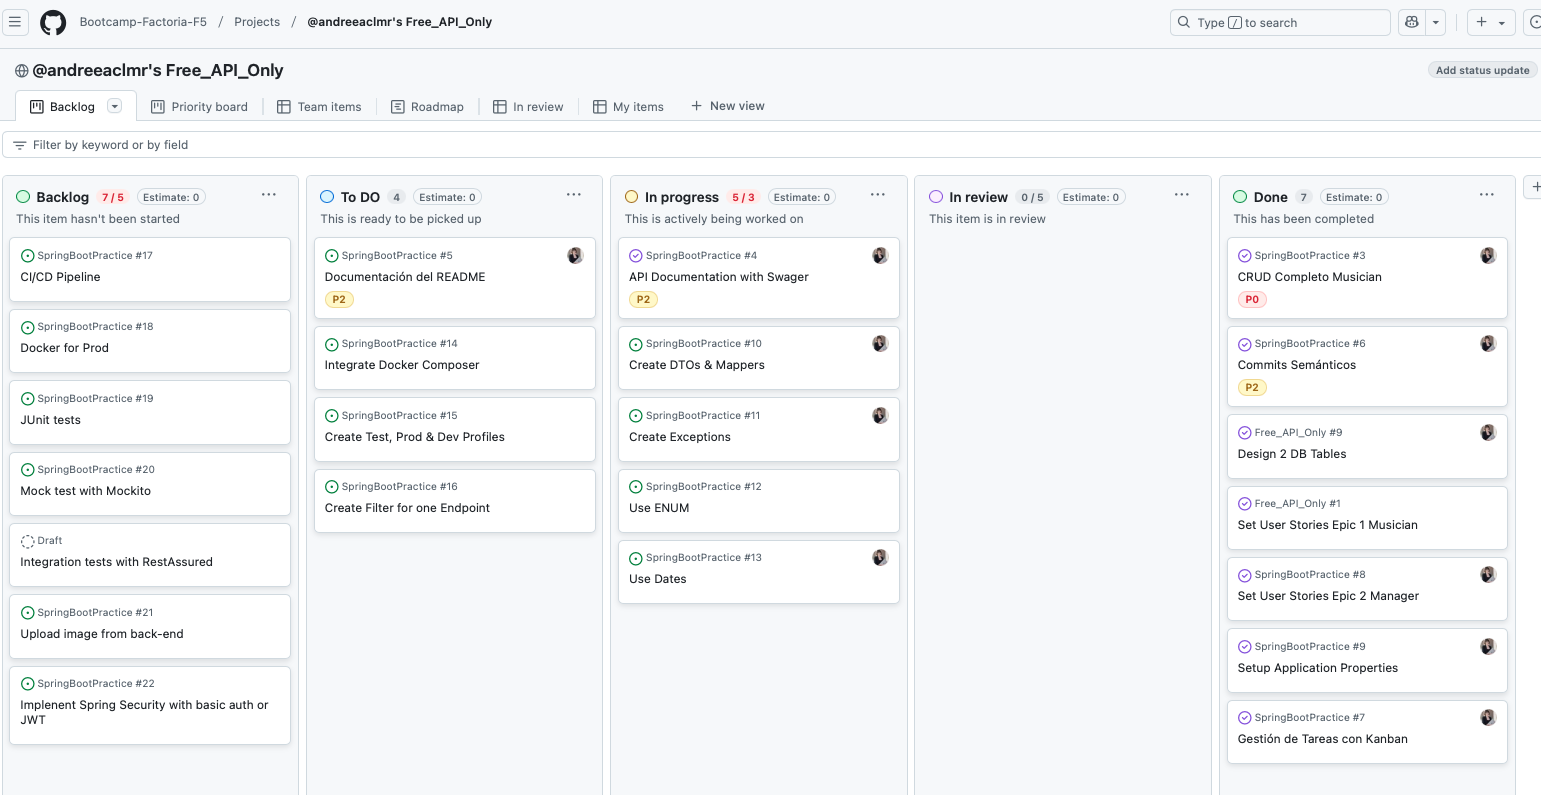 Bootcamp-Factoria-F5 / Projects / @andreeaclmr's Free_API_Only
Type / to search
@andreeaclmr's Free_API_Only
Add status update
Backlog
Priority board
Team items
Roadmap
In review
My items
New view
Filter by keyword or by field
Backlog 7 / 5 Estimate: 0
This item hasn't been started
SpringBootPractice #17
CI/CD Pipeline
SpringBootPractice #18
Docker for Prod
SpringBootPractice #19
JUnit tests
SpringBootPractice #20
Mock test with Mockito
Draft
Integration tests with RestAssured
SpringBootPractice #21
Upload image from back-end
SpringBootPractice #22
Implenent Spring Security with basic auth or
JWT
To DO 4 Estimate: 0
This is ready to be picked up
SpringBootPractice #5
Documentación del README
P2
SpringBootPractice #14
Integrate Docker Composer
SpringBootPractice #15
Create Test, Prod & Dev Profiles
SpringBootPractice #16
Create Filter for one Endpoint
In progress 5 / 3 Estimate: 0
This is actively being worked on
SpringBootPractice #4
API Documentation with Swager
P2
SpringBootPractice #10
Create DTOs & Mappers
SpringBootPractice #11
Create Exceptions
SpringBootPractice #12
Use ENUM
SpringBootPractice #13
Use Dates
In review 0 / 5 Estimate: 0
This item is in review
Done 7 Estimate: 0
This has been completed
SpringBootPractice #3
CRUD Completo Musician
P0
SpringBootPractice #6
Commits Semánticos
P2
Free_API_Only #9
Design 2 DB Tables
Free_API_Only #1
Set User Stories Epic 1 Musician
SpringBootPractice #8
Set User Stories Epic 2 Manager
SpringBootPractice #9
Setup Application Properties
SpringBootPractice #7
Gestión de Tareas con Kanban